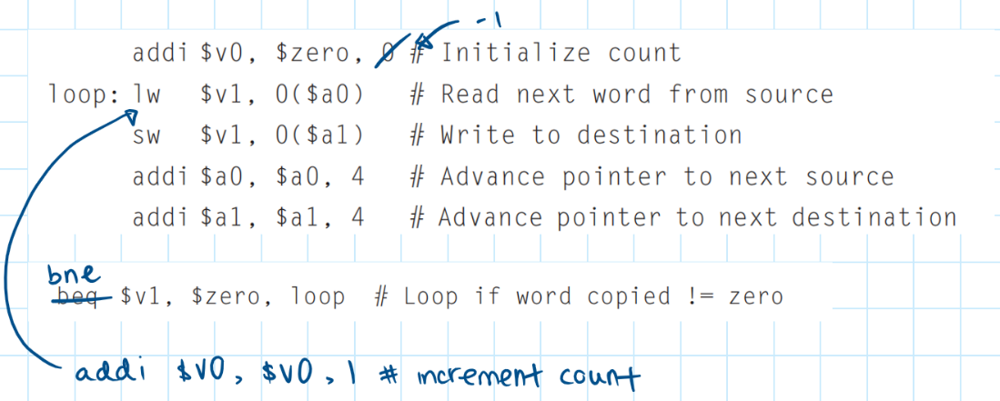 -1
addi $v0, $zero, 0 # Initialize count
loop: lw $v1, 0($a0) # Read next word from source
sw $v1, 0($a1) # Write to destination
addi $a0, $a0, 4 # Advance pointer to next source
addi $a1, $a1, 4 # Advance pointer to next destination
bne
beq $v1, $zero, loop # Loop if word copied != zero
addi $v0, $v0, 1 # increment count